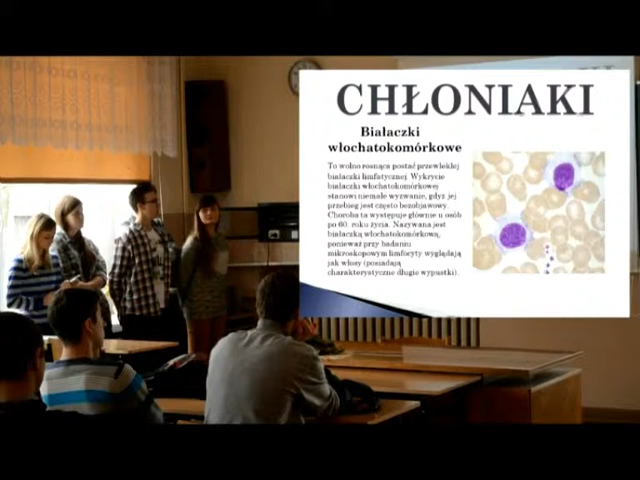 CHŁONIAKI
Białaczki
włochatokomórkowe
To wolno rosnąca postać przewlekłej
białaczki limfatycznej. Wykrycie
białaczki włochatokomórkowej
stanowi niemałe wyzwanie, gdyż jej
przebieg jest często bezobjawowy.
Choroba ta występuje głównie u osób
po 60. roku życia. Nazywana jest
białaczką włochatokomórkową,
ponieważ przy badaniu
mikroskopowym limfocyty wyglądają
jak włosy (posiadają
charakterystyczne długie wypustki).